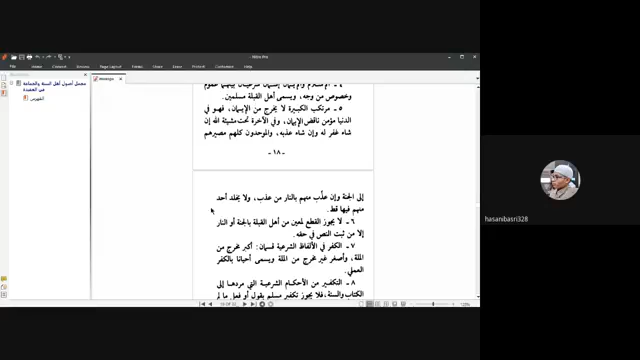 Nitro Pro
مجمل أصول أهل السنة والجماعة
في العقيدة
الفهرس
وخصوص من وجه، ويسمى أهل القبلة مسلمين.
٥ - مرتكب الكبيرة لا يخرج من الإيمان، فهو في
الدنيا مؤمن ناقص الإيمان، وفي الآخرة تحت مشيئة الله إن
شاء غفر له وإن شاء عذبه، والموحدون كلهم مصيرهم
- ١٨ -
إلى الجنة وإن عذِّب منهم بالنار من عذب، ولا يخلد أحد
منهم فيها قط.
٦ - لا يجوز القطع لمعين من أهل القبلة بالجنة أو النار
إلا من ثبت النص في حقه.
٧ - الكفر في الألفاظ الشرعية قسمان: أكبر مخرج من
الملة، وأصغر غير مخرج من الملة ويسمى أحيانا بالكفر
العملي.
٨ - التكفير من الأحكام الشرعية التي مردها إلى
الكتاب والسنة، فلا يجوز تكفير مسلم بقول أو فعل ما لم
hasanibasri328